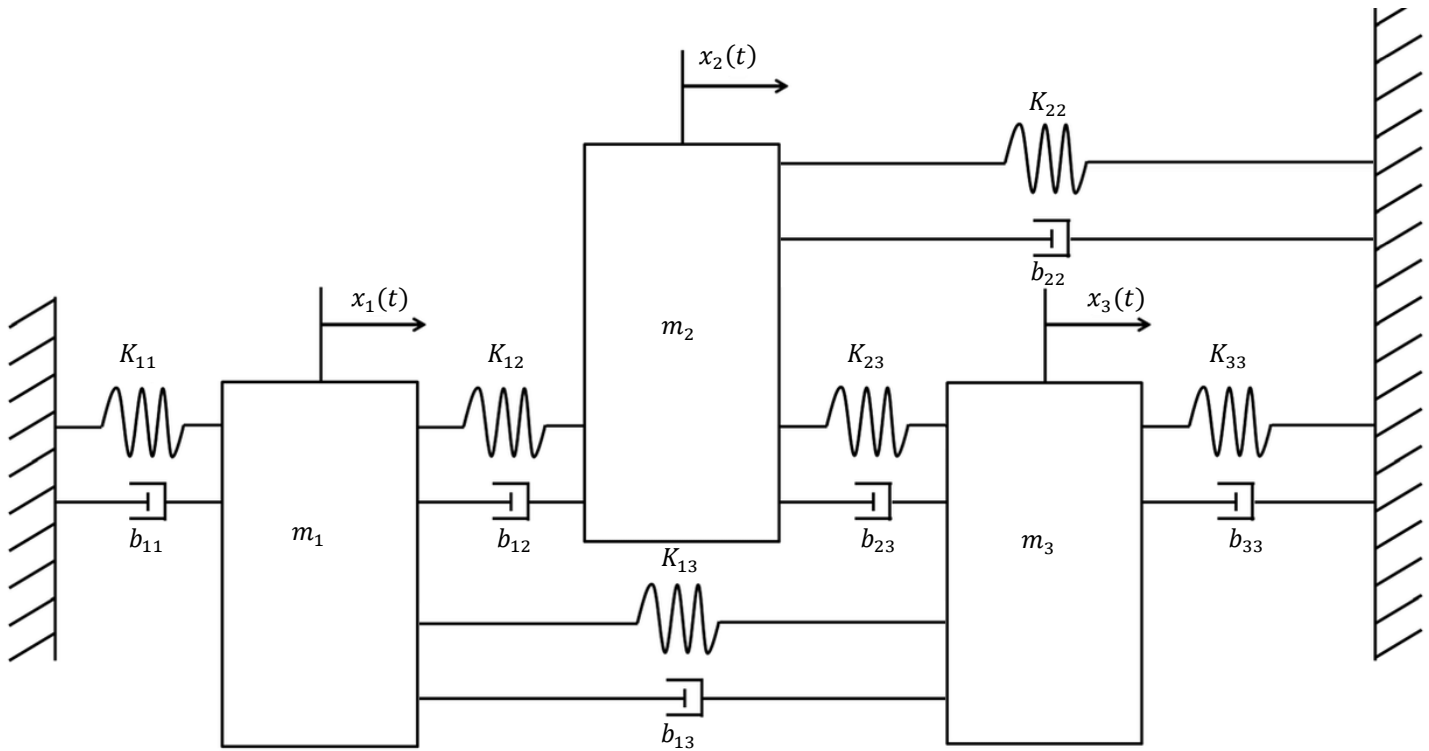 x₂(t)
K₂₂
b₂₂
x₁(t)
m₂
x₃(t)
K₁₁
K₁₂
K₂₃
K₃₃
b₁₁
m₁
b₁₂
K₁₃
b₂₃
m₃
b₃₃
b₁₃